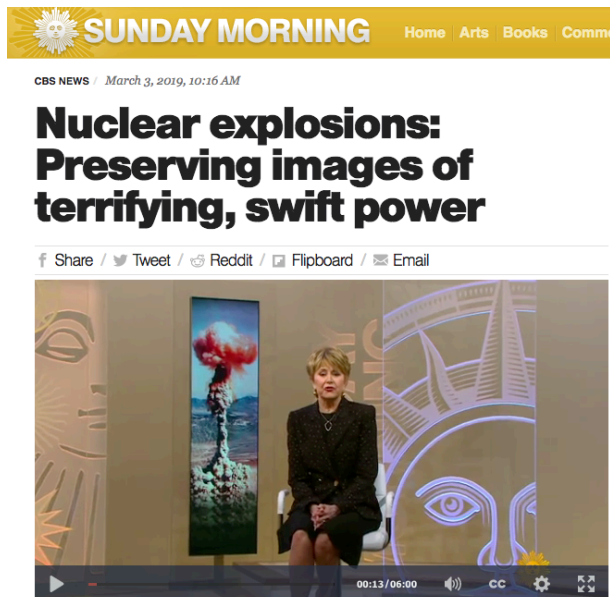 SUNDAY MORNING
Home Arts Books
CBS NEWS / March 3, 2019, 10:16 AM
Nuclear explosions:
Preserving images of
terrifying, swift power
Share / Tweet / Reddit / Flipboard / Email
00:13/06:00 CC